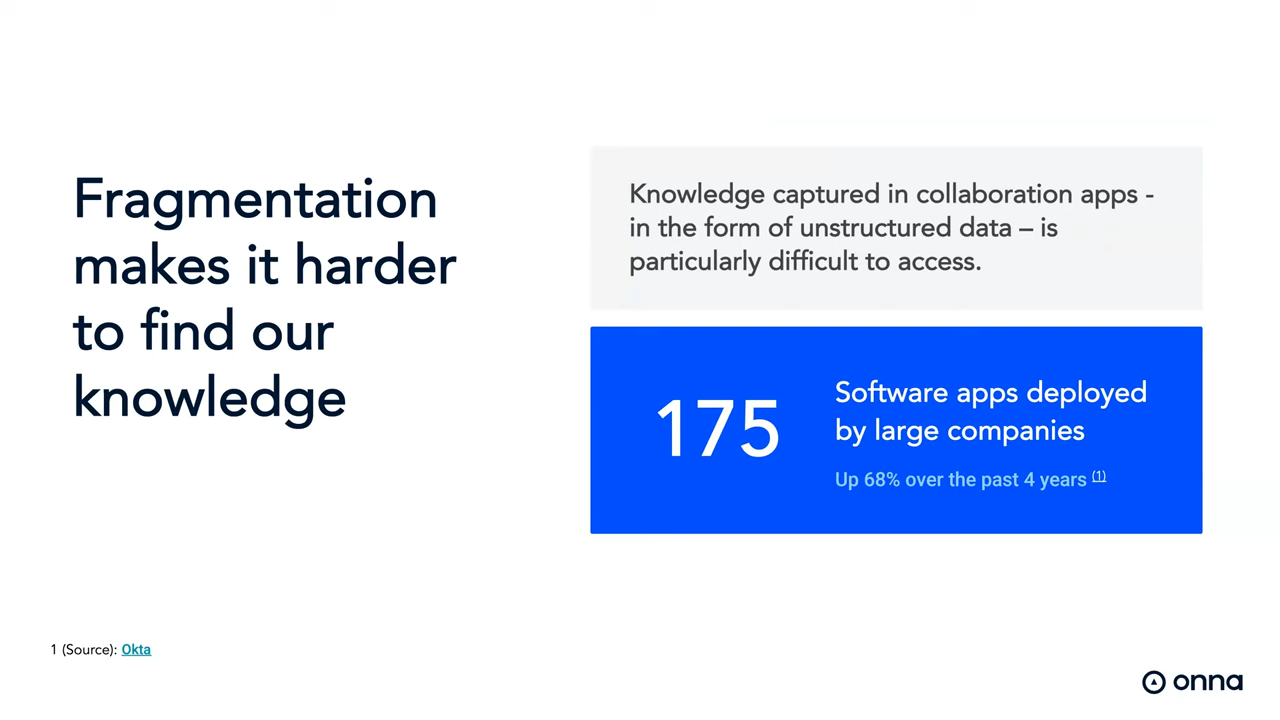 Fragmentation
makes it harder
to find our
knowledge
Knowledge captured in collaboration apps -
in the form of unstructured data – is
particularly difficult to access.
175
Software apps deployed
by large companies
Up 68% over the past 4 years (1)
1 (Source): Okta
onna